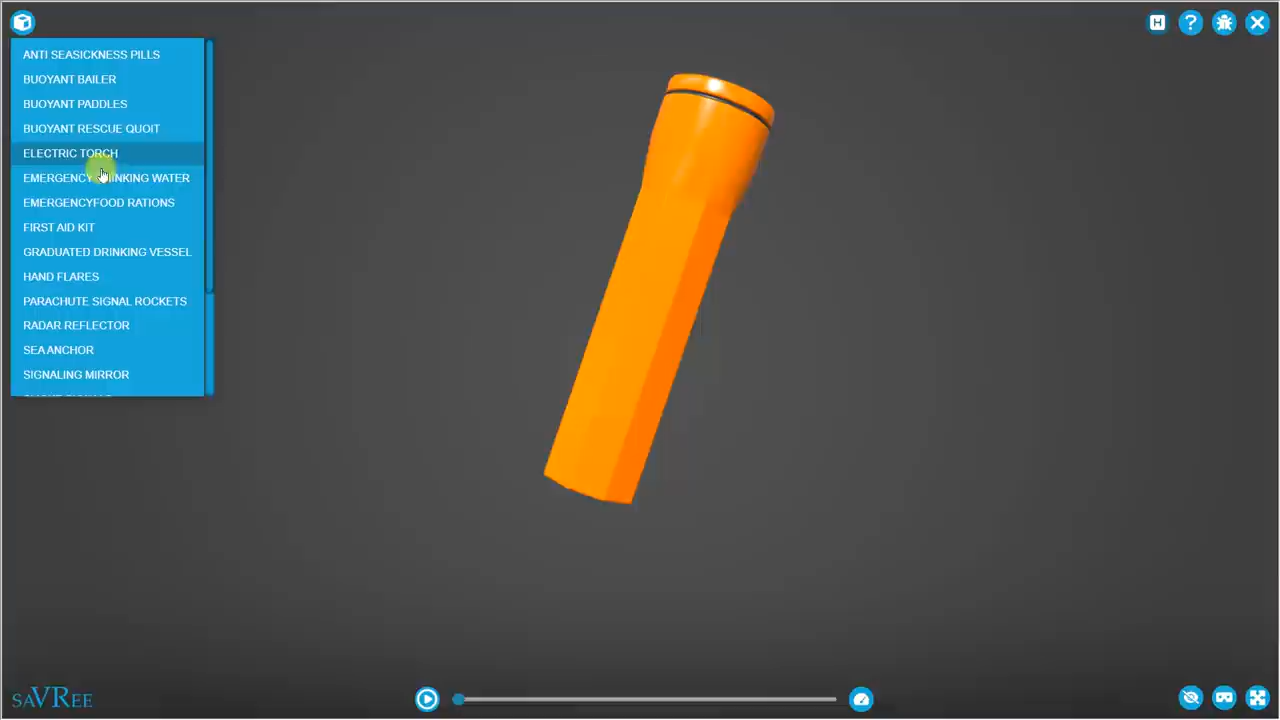 H ?
ANTI SEASICKNESS PILLS
BUOYANT BAILER
BUOYANT PADDLES
BUOYANT RESCUE QUOIT
ELECTRIC TORCH
EMERGENCY DRINKING WATER
EMERGENCYFOOD RATIONS
FIRST AID KIT
GRADUATED DRINKING VESSEL
HAND FLARES
PARACHUTE SIGNAL ROCKETS
RADAR REFLECTOR
SEA ANCHOR
SIGNALING MIRROR
saVRee